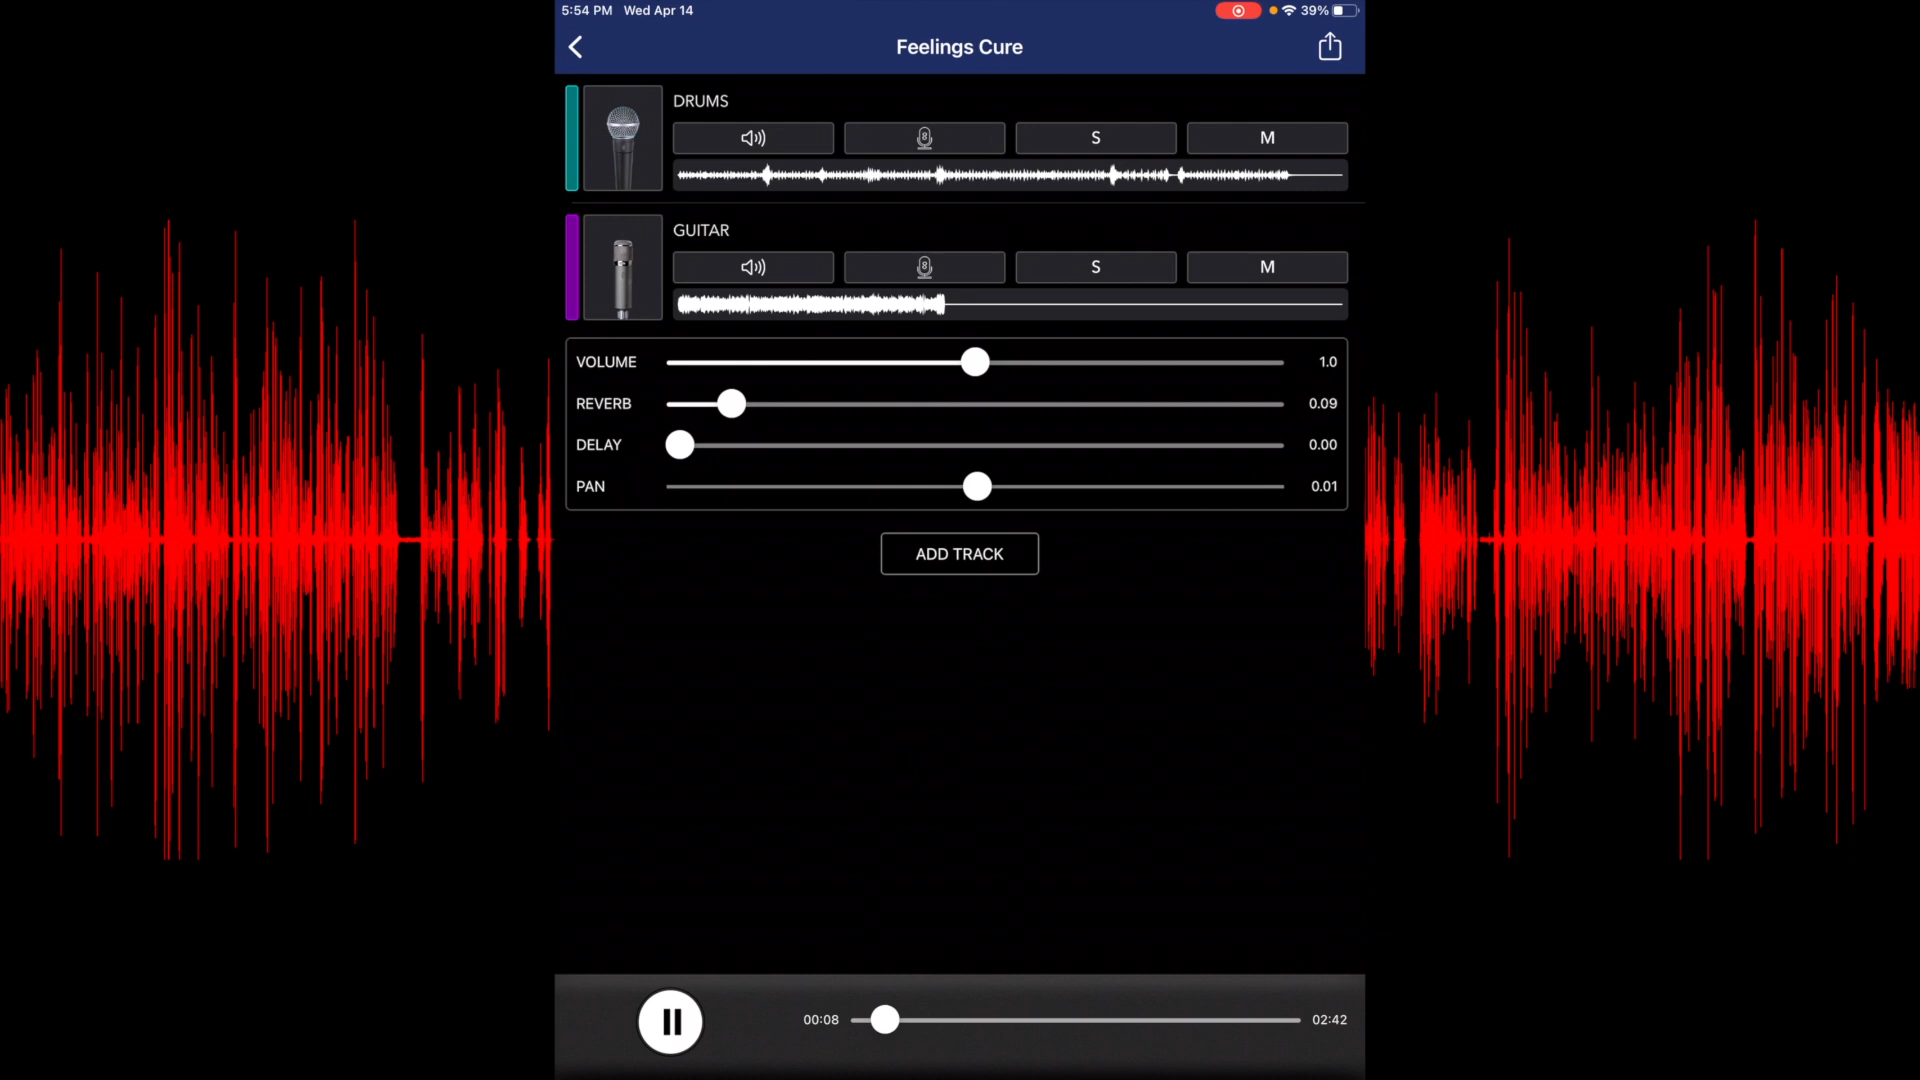 5:54 PM Wed Apr 14
39%
Feelings Cure
DRUMS
S
M
GUITAR
S
M
VOLUME
1.0
REVERB
0.09
DELAY
0.00
PAN
0.01
ADD TRACK
00:08
02:42